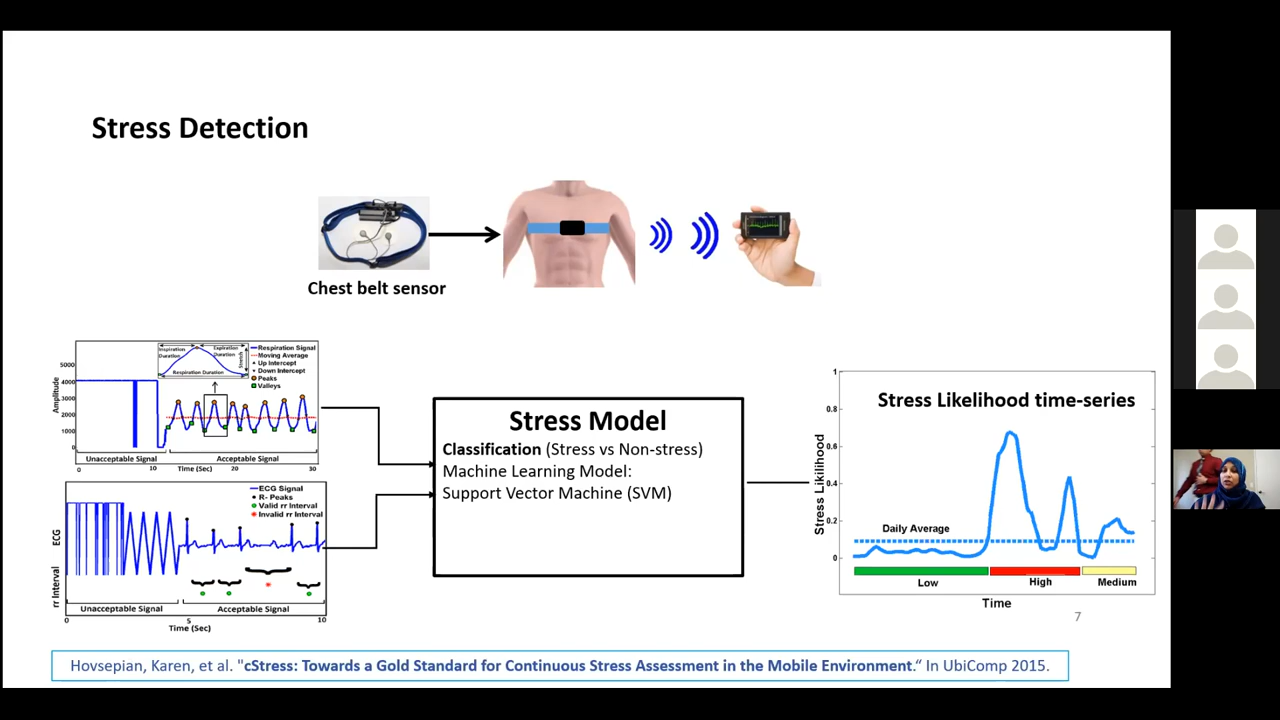 Stress Detection
Chest belt sensor
Inspiration Duration
Expiration Duration
Stretch
Respiration Duration
Respiration Signal
Moving Average
Up Intercept
Down Intercept
Peaks
Valleys
Amplitude
5000
4000
3000
2000
1000
0
Unacceptable Signal
Acceptable Signal
0
10
Time (Sec)
20
30
ECG Signal
R- Peaks
Valid rr Interval
Invalid rr Interval
ECG
rr Interval
Unacceptable Signal
Acceptable Signal
0
5
10
Time (Sec)
Stress Model
Classification (Stress vs Non-stress)
Machine Learning Model:
Support Vector Machine (SVM)
Stress Likelihood time-series
Stress Likilihood
1
0.8
0.6
0.4
0.2
0
Daily Average
Low
High
Medium
Time
7
Hovsepian, Karen, et al. "cStress: Towards a Gold Standard for Continuous Stress Assessment in the Mobile Environment.“ In UbiComp 2015.